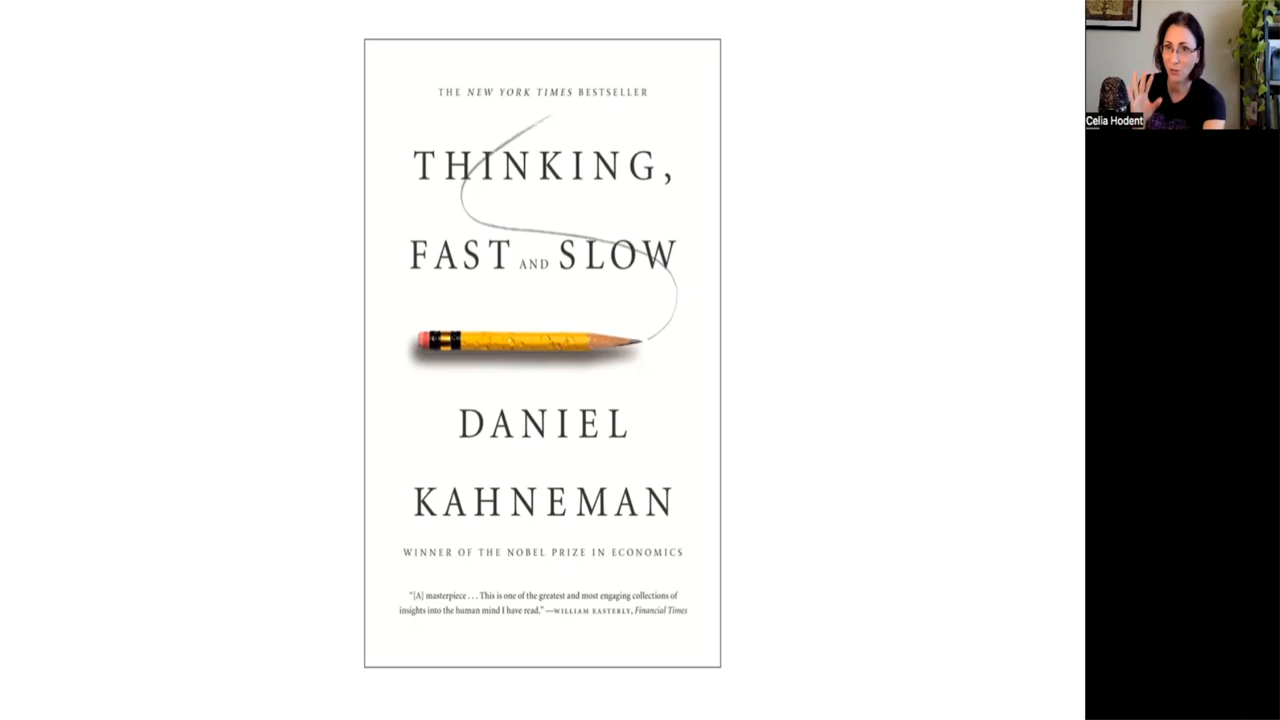 THE NEW YORK TIMES BESTSELLER
THINKING,
FAST AND SLOW
DANIEL
KAHNEMAN
WINNER OF THE NOBEL PRIZE IN ECONOMICS
“[A] masperpiece . . . This is one of the greatest and most engaging collections of
insights into the human mind I have read.” —WILLIAM EASTERLY, Financial Times
Celia Hodent